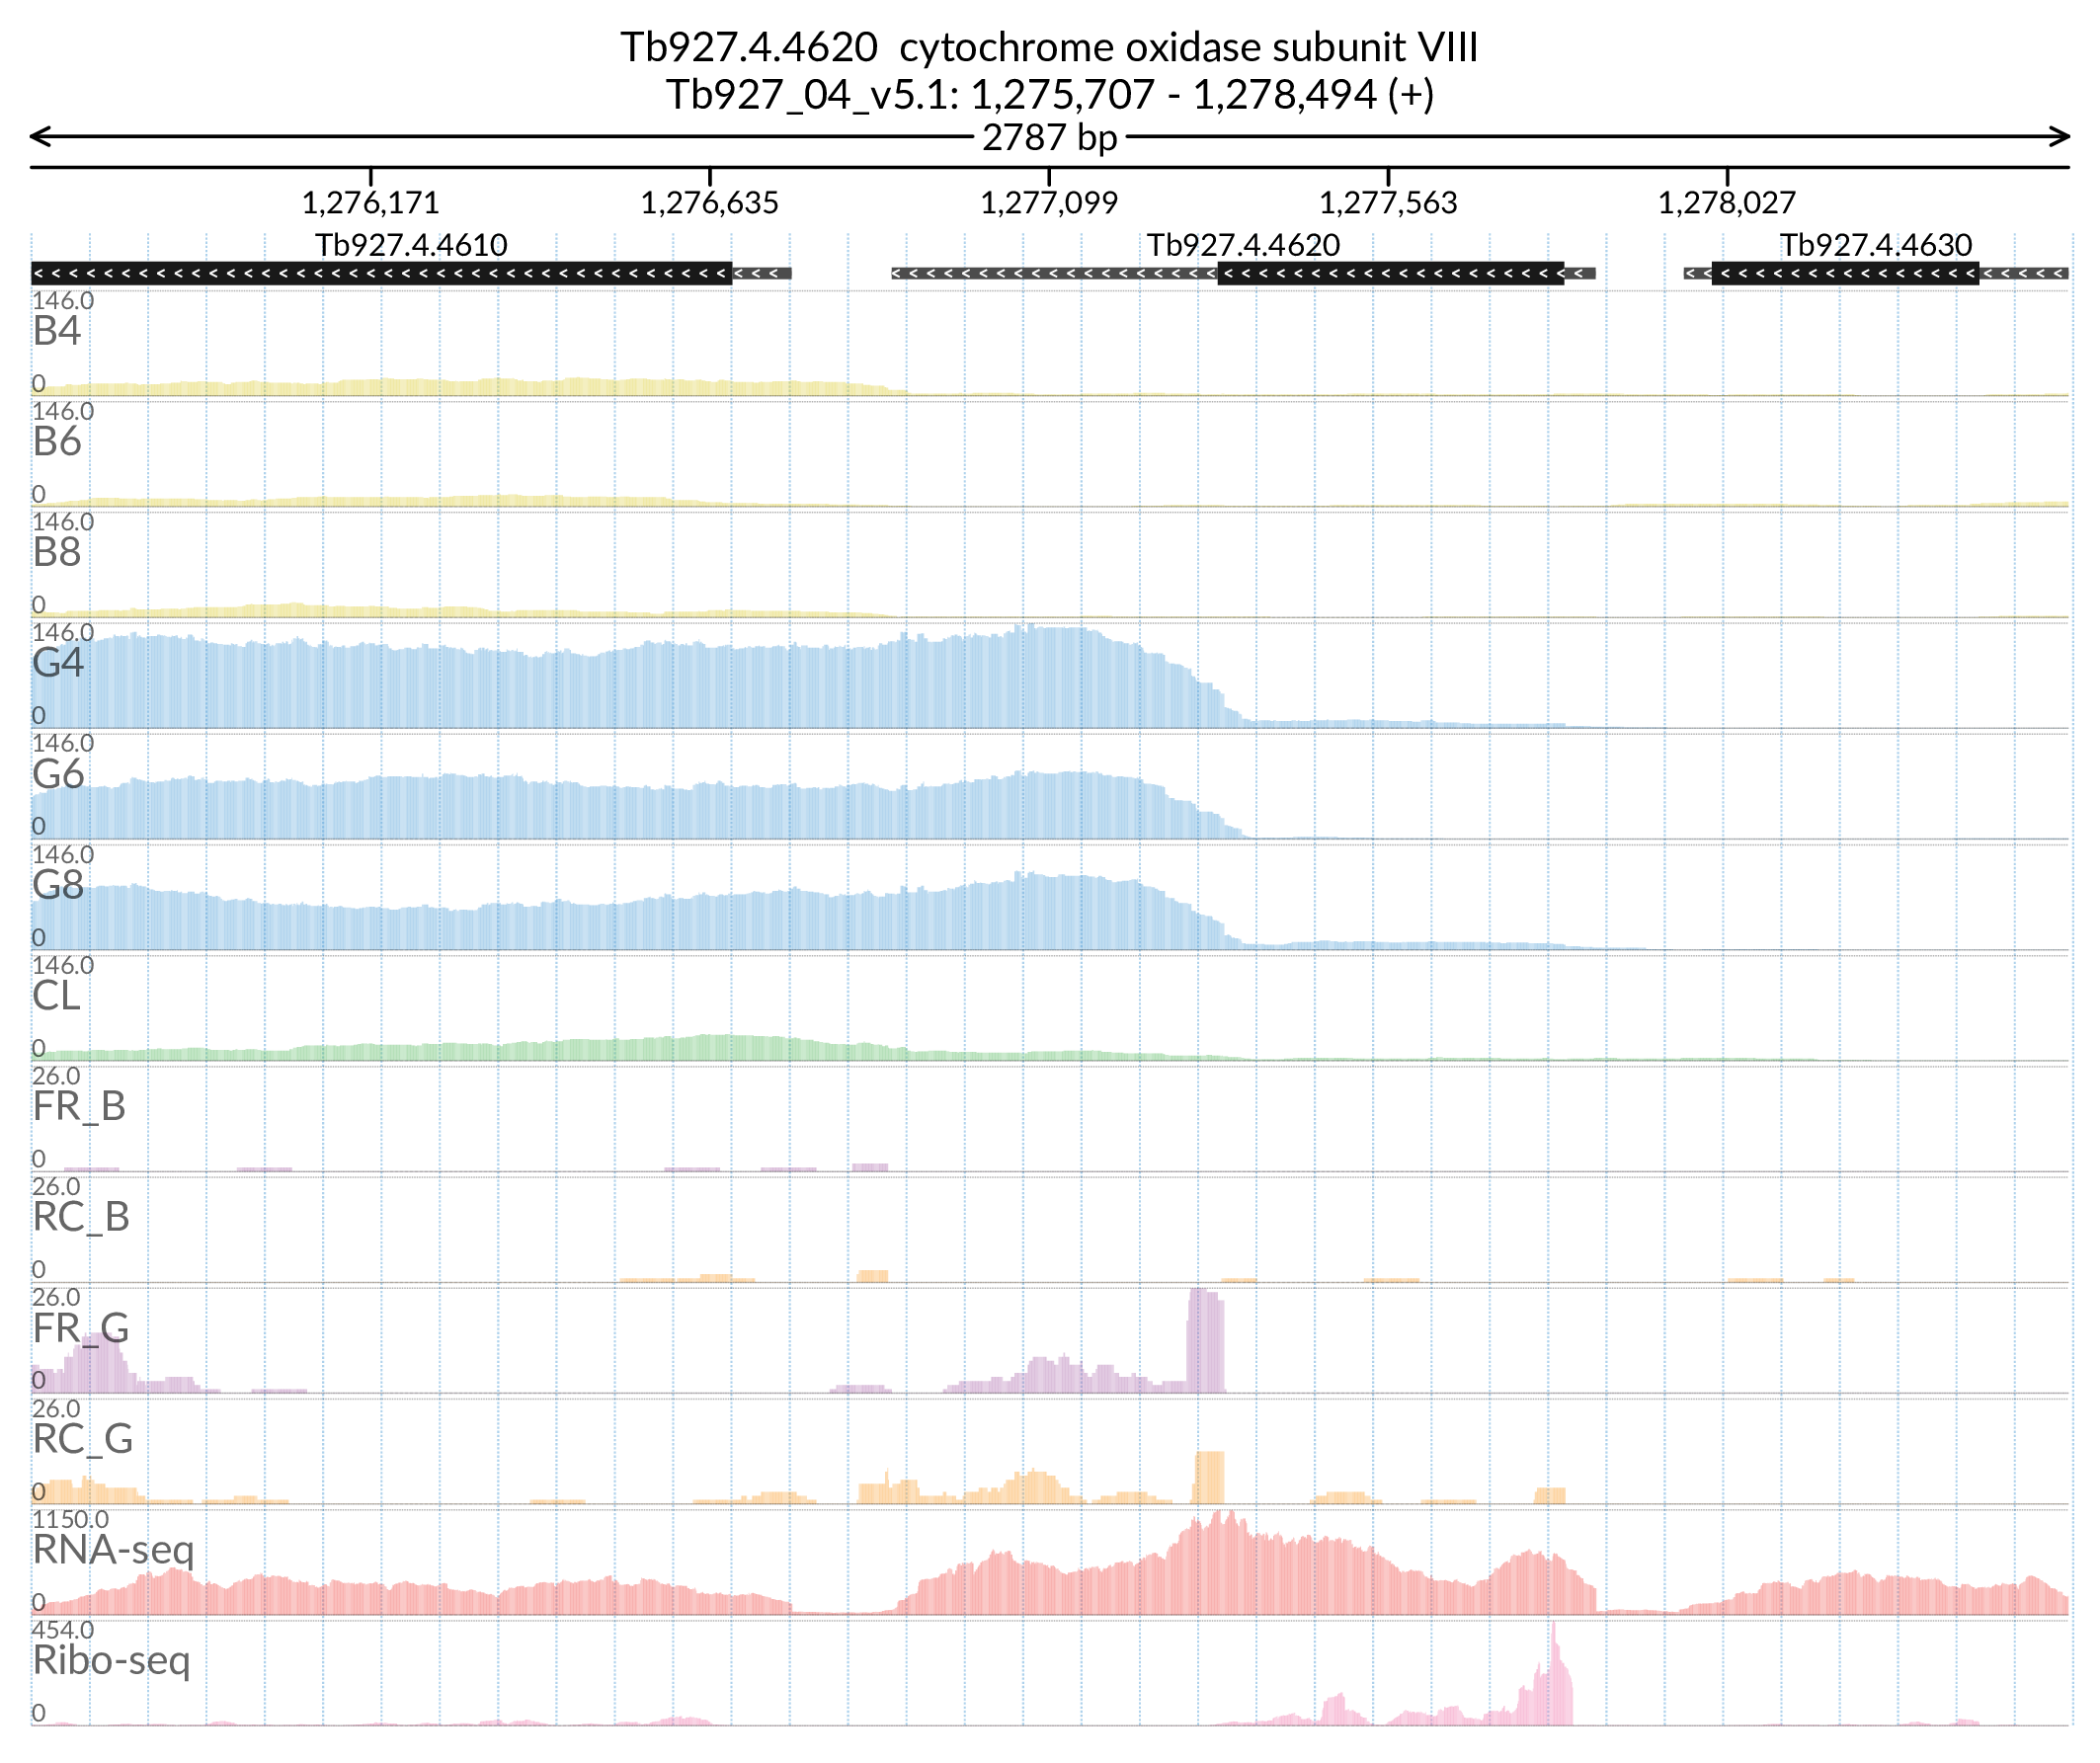 Tb927.4.4620 cytochrome oxidase subunit VIII
Tb927_04_v5.1: 1,275,707 - 1,278,494 (+)
2787 bp
1,276,171 1,276,635 1,277,099 1,277,563 1,278,027
Tb927.4.4610 Tb927.4.4620 Tb927.4.4630
146.0
B4
0
146.0
B6
0
146.0
B8
0
146.0
G4
0
146.0
G6
0
146.0
G8
0
146.0
CL
0
26.0
FR_B
0
26.0
RC_B
0
26.0
FR_G
0
26.0
RC_G
0
1150.0
RNA-seq
0
454.0
Ribo-seq
0